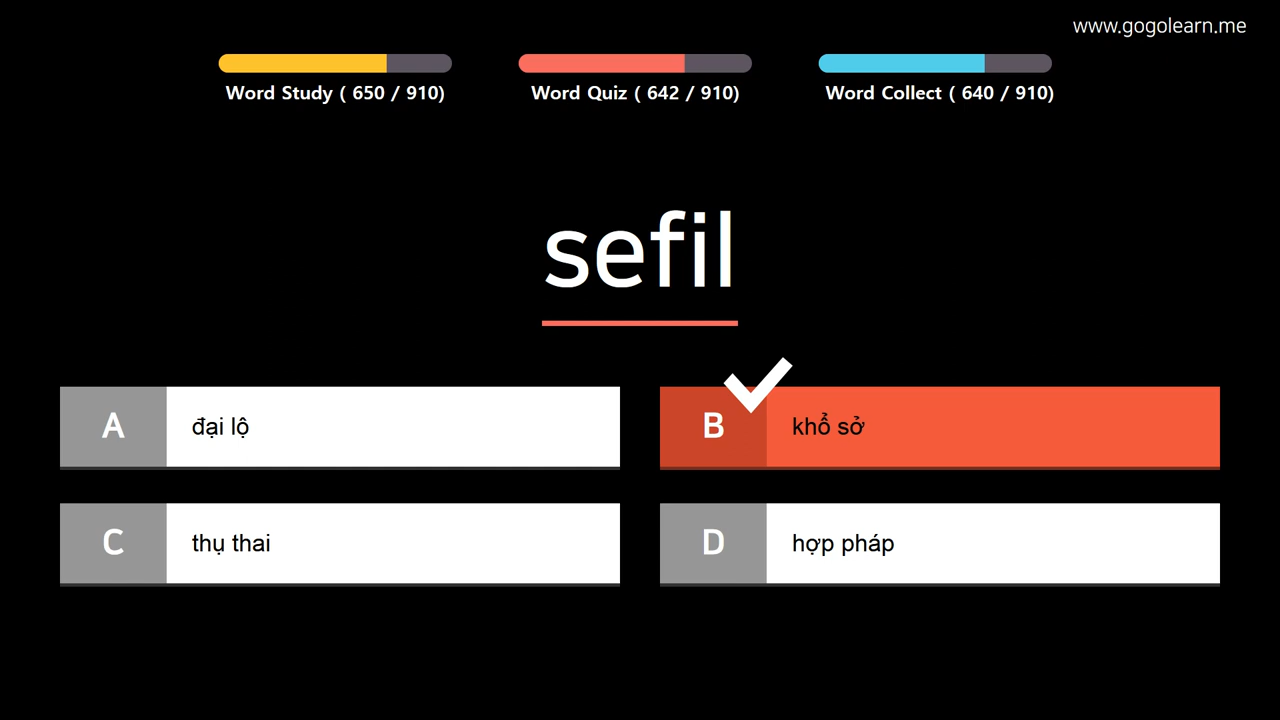 www.gogolearn.me
Word Study ( 650 / 910)
Word Quiz ( 642 / 910)
Word Collect ( 640 / 910)
sefil
A
đại lộ
B
khổ sở
C
thụ thai
D
hợp pháp